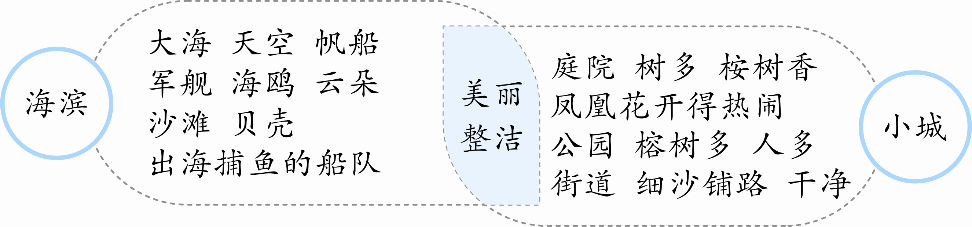 海滨
大海 天空 帆船
军舰 海鸥 云朵
沙滩 贝壳
出海捕鱼的船队
美丽
整洁
庭院 树多 桉树香
凤凰花开得热闹
公园 榕树多 人多
街道 细沙铺路 干净
小城